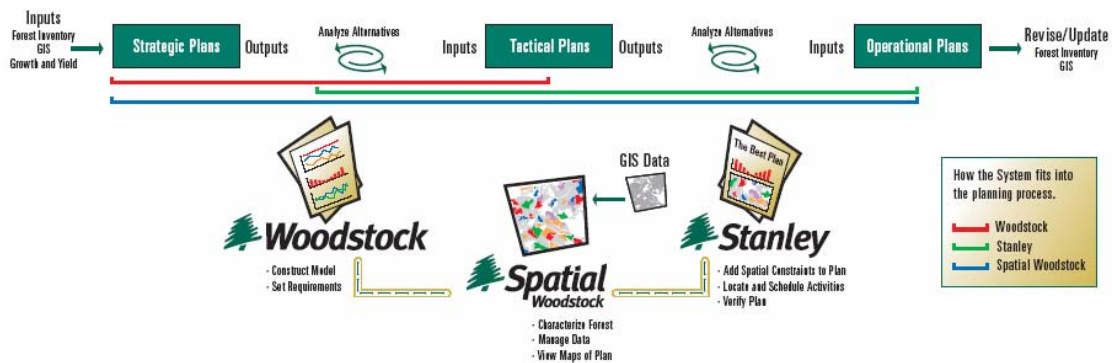 Inputs
Forest Inventory
GIS
Growth and Yield
Strategic Plans
Outputs
Analyze Alternatives
Inputs
Tactical Plans
Outputs
Analyze Alternatives
Inputs
Operational Plans
Revise/Update
Forest Inventory
GIS
The Best Plan
GIS Data
Woodstock
· Construct Model
· Set Requirements
Spatial
Woodstock
· Characterize Forest
· Manage Data
· View Maps of Plan
Stanley
· Add Spatial Constraints to Plan
· Locate and Schedule Activities
· Verify Plan
How the System fits into
the planning process.
Woodstock
Stanley
Spatial Woodstock